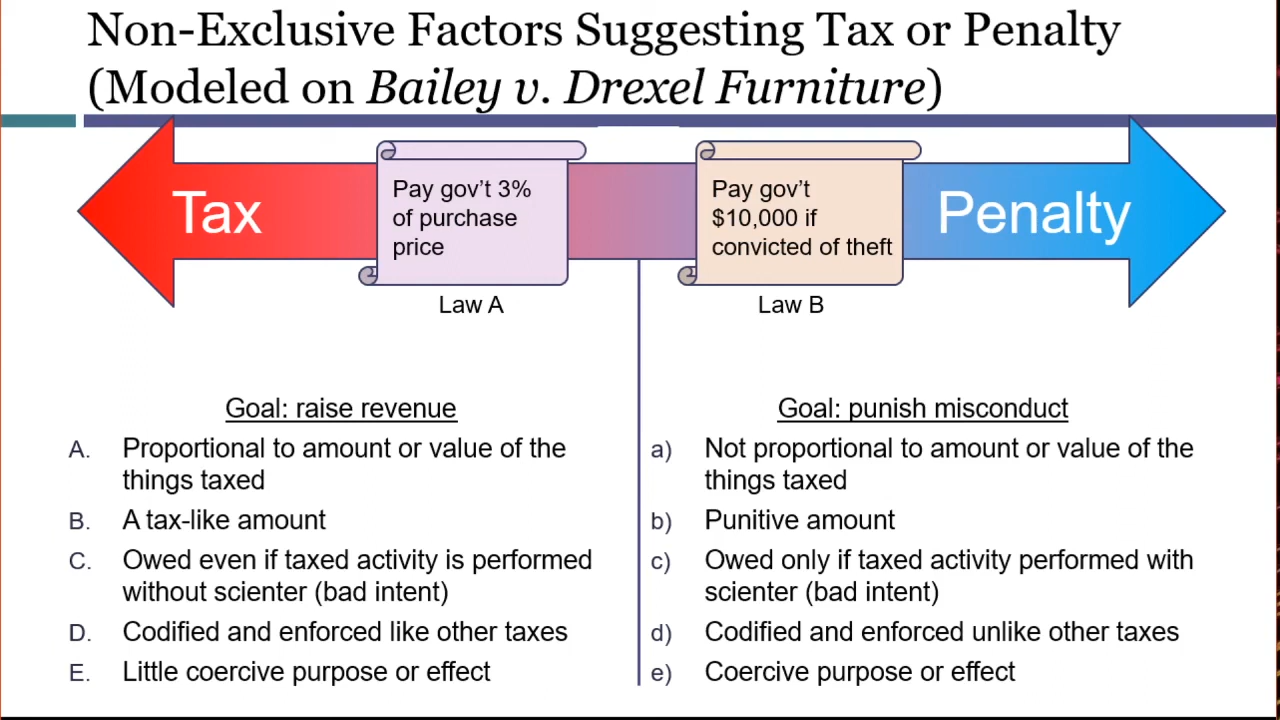 Non-Exclusive Factors Suggesting Tax or Penalty
(Modeled on Bailey v. Drexel Furniture)
Tax
Pay gov’t 3%
of purchase
price
Law A
Pay gov’t
$10,000 if
convicted of theft
Law B
Penalty
Goal: raise revenue
A. Proportional to amount or value of the
things taxed
B. A tax-like amount
C. Owed even if taxed activity is performed
without scienter (bad intent)
D. Codified and enforced like other taxes
E. Little coercive purpose or effect
Goal: punish misconduct
a) Not proportional to amount or value of the
things taxed
b) Punitive amount
c) Owed only if taxed activity performed with
scienter (bad intent)
d) Codified and enforced unlike other taxes
e) Coercive purpose or effect